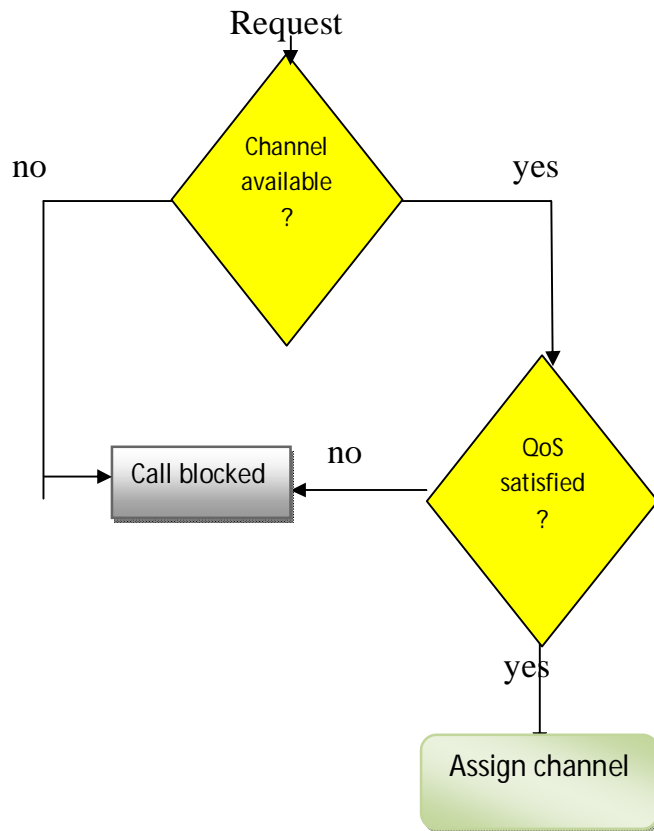 Request
Channel
available
?
no
yes
QoS
satisfied
?
no
Call blocked
yes
Assign channel